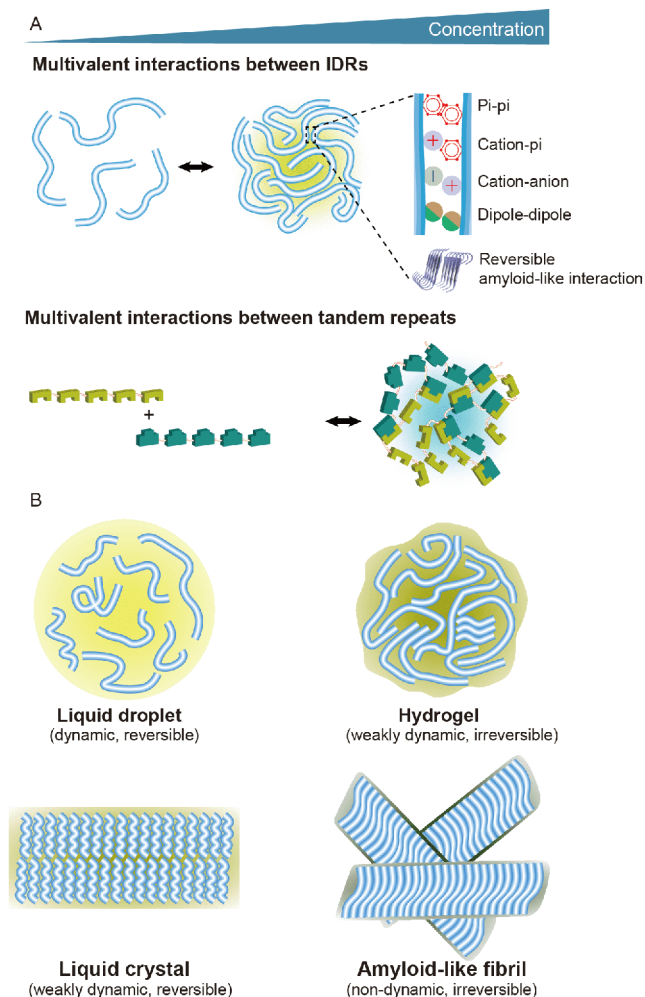 A
Concentration
Multivalent interactions between IDRs
Pi-pi
+
Cation-pi
−
+
Cation-anion
Dipole-dipole
Reversible
amyloid-like interaction
Multivalent interactions between tandem repeats
+
B
Liquid droplet
(dynamic, reversible)
Hydrogel
(weakly dynamic, irreversible)
Liquid crystal
(weakly dynamic, reversible)
Amyloid-like fibril
(non-dynamic, irreversible)